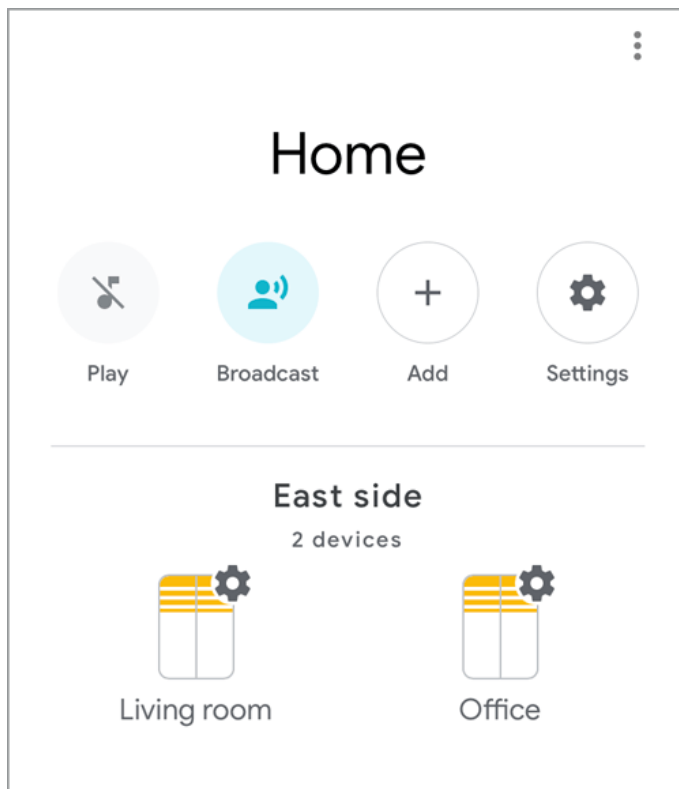 Home
Play
Broadcast
Add
Settings
East side
2 devices
Living room
Office